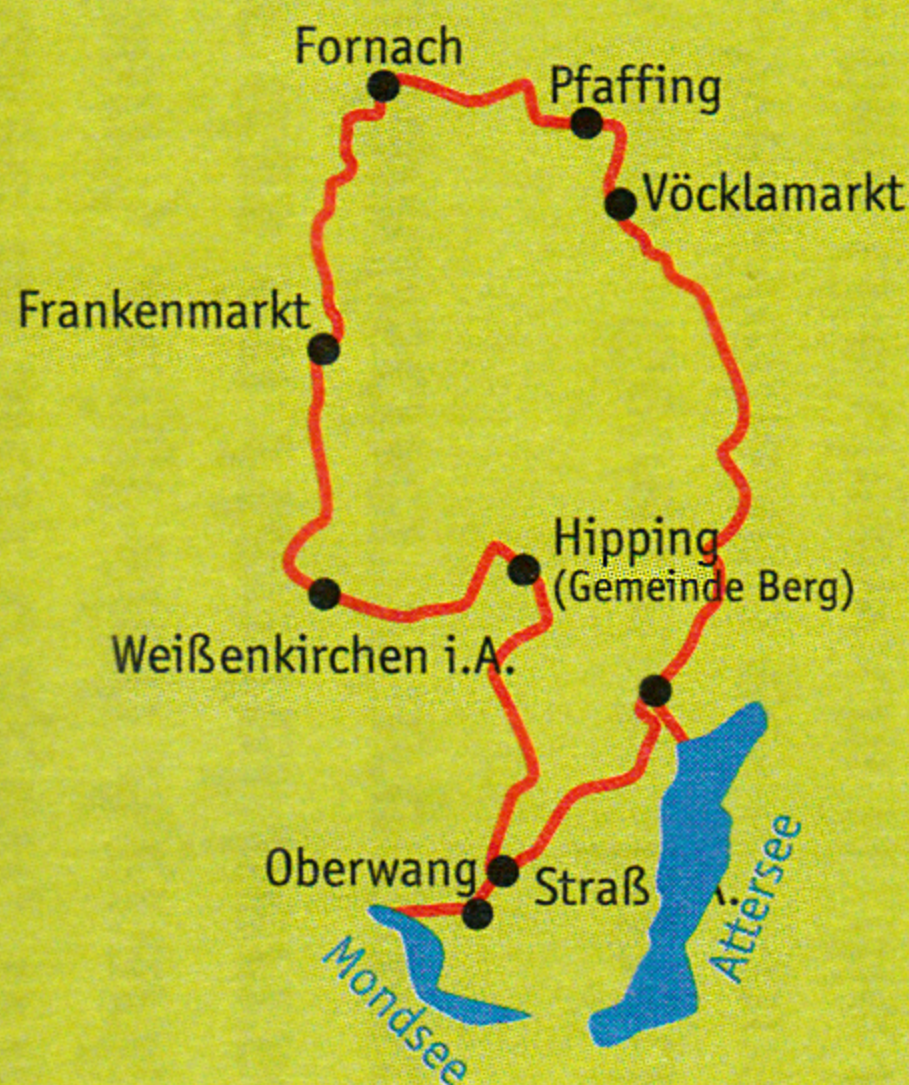 Fornach
Pfaffing
Vöcklamarkt
Frankenmarkt
Hipping
(Gemeinde Berg)
Weißenkirchen i.A.
Oberwang
Straß
Attersee
Mondsee